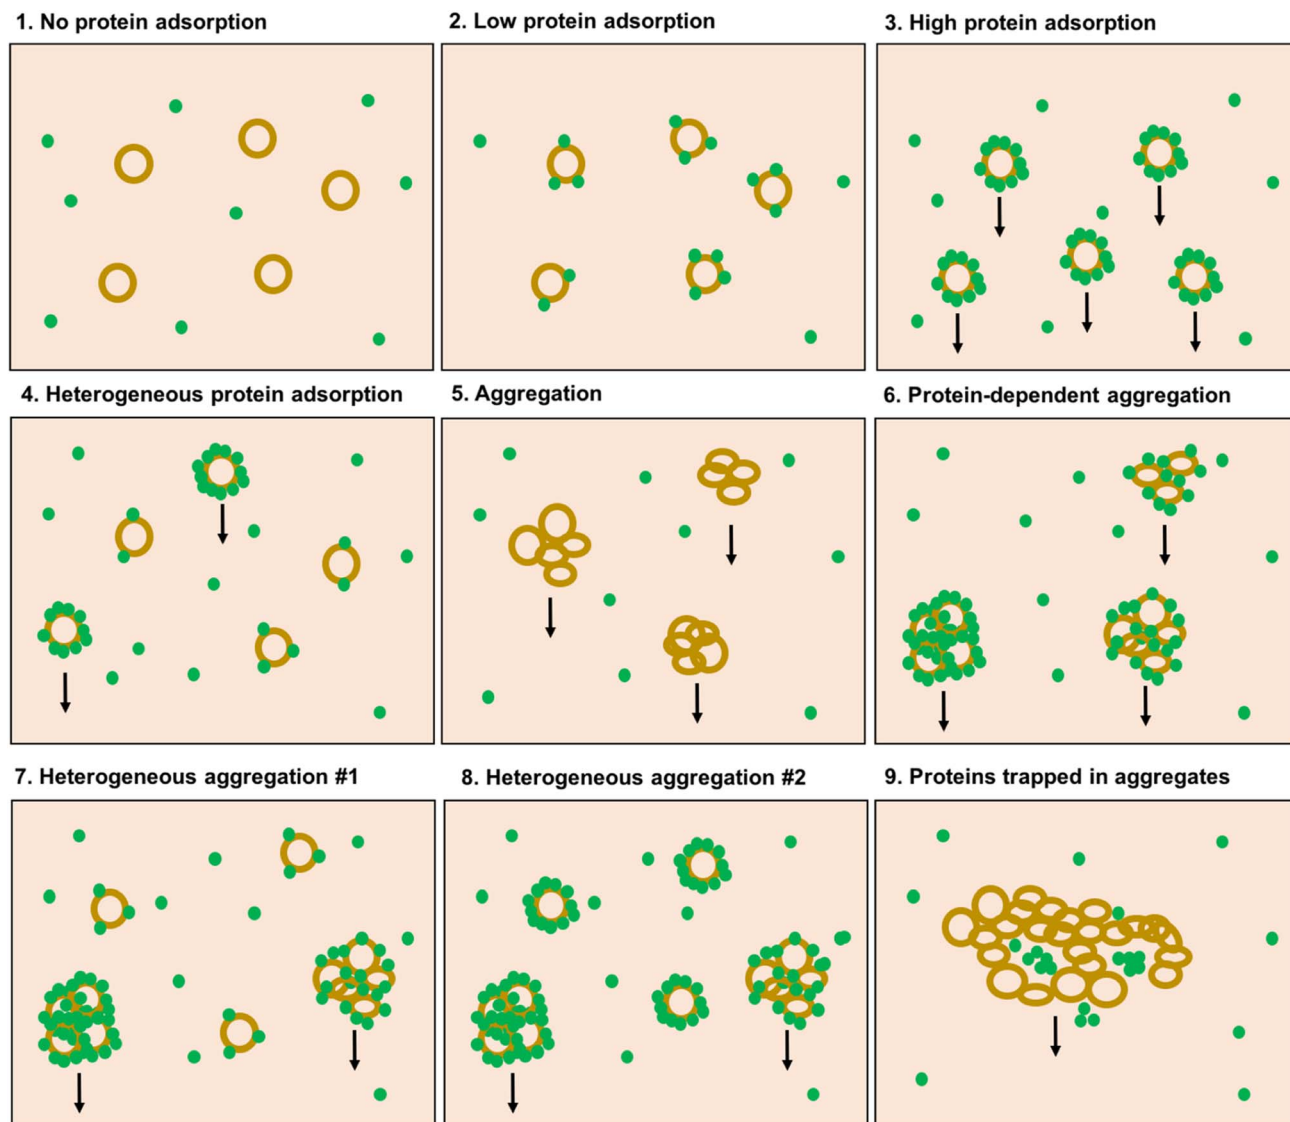 1. No protein adsorption
2. Low protein adsorption
3. High protein adsorption
4. Heterogeneous protein adsorption
5. Aggregation
6. Protein-dependent aggregation
7. Heterogeneous aggregation #1
8. Heterogeneous aggregation #2
9. Proteins trapped in aggregates